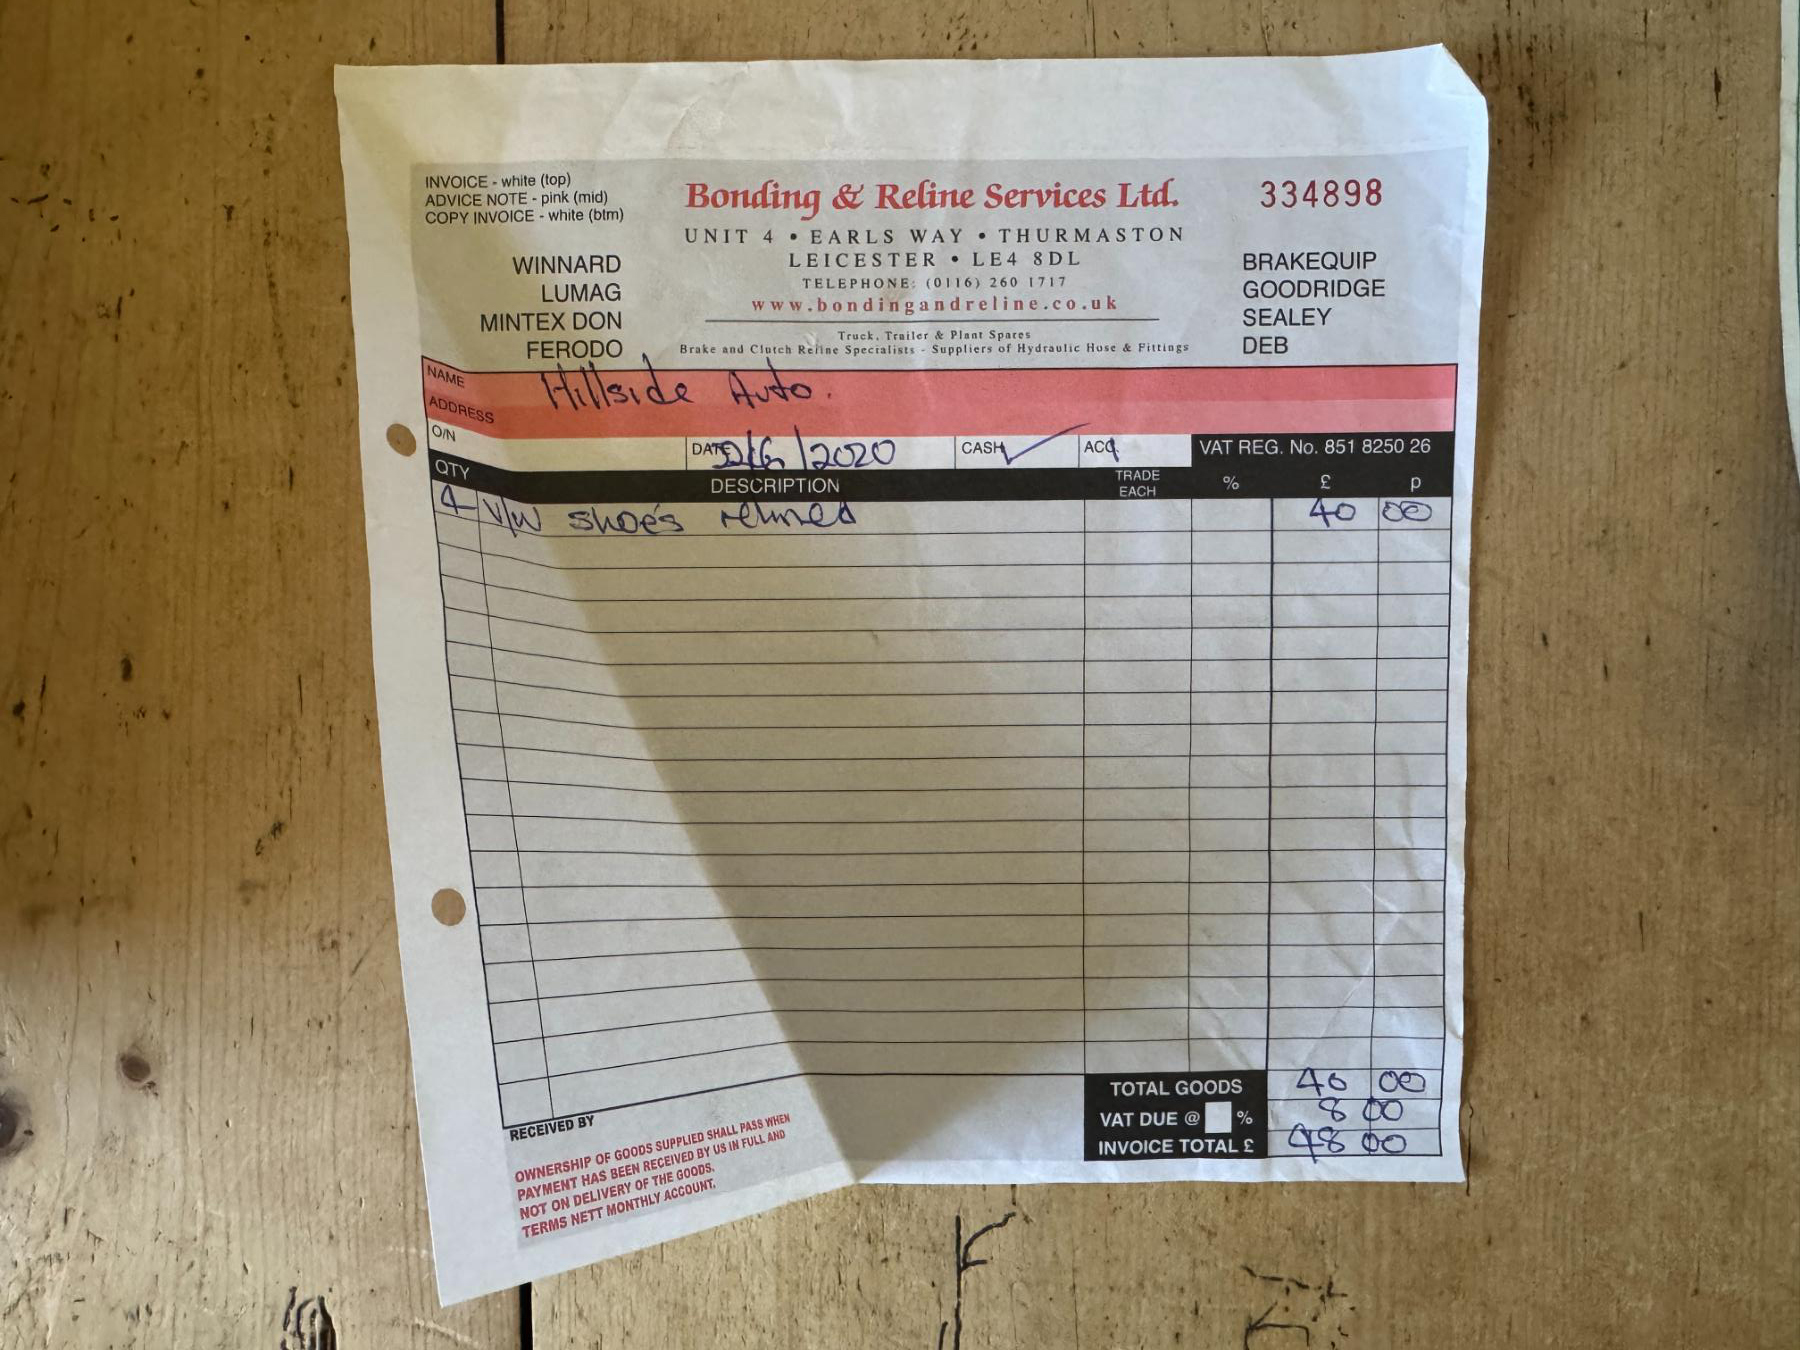 INVOICE - white (top)
ADVICE NOTE - pink (mid)
COPY INVOICE - white (btm)
WINNARD
LUMAG
MINTEX DON
FERODO
Bonding & Reline Services Ltd.
UNIT 4 • EARLS WAY • THURMASTON
LEICESTER • LE4 8DL
TELEPHONE: (0116) 260 1717
www.bondingandreline.co.uk
Truck, Trailer & Plant Spares
Brake and Clutch Reline Specialists - Suppliers of Hydraulic Hose & Fittings
334898
BRAKEQUIP
GOODRIDGE
SEALEY
DEB
NAME Hillside Auto.
ADDRESS
O/N DATE /2020 CASH ✓ ACC VAT REG. No. 851 8250 26
QTY DESCRIPTION TRADE EACH % £ p
4 V/W shoe's relined 40 00
TOTAL GOODS 40 00
VAT DUE @ % 8 00
INVOICE TOTAL £ 48 00
RECEIVED BY
OWNERSHIP OF GOODS SUPPLIED SHALL PASS WHEN
PAYMENT HAS BEEN RECEIVED BY US IN FULL AND
NOT ON DELIVERY OF THE GOODS.
TERMS NETT MONTHLY ACCOUNT.